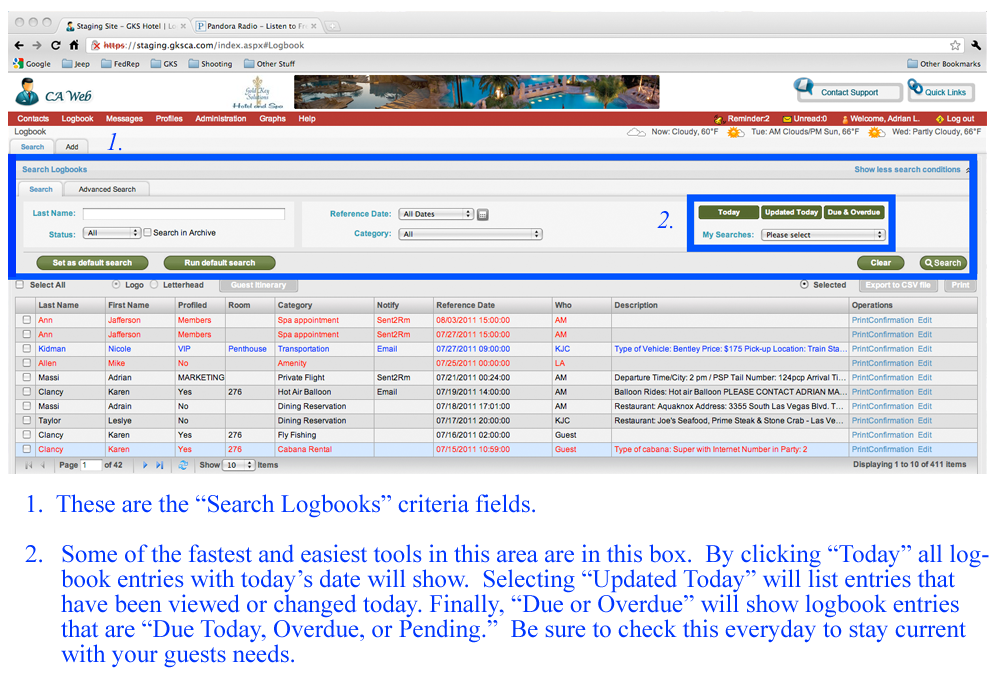 Staging Site – GKS Hotel | Lo
Pandora Radio – Listen to Fr
https://staging.gksca.com/index.aspx#Logbook
Google Jeep FedRep GKS Shooting Other Stuff Other Bookmarks
CA Web
Gold Key Solutions
Hotel and Spa
Contact Support
Quick Links
Contacts Logbook Messages Profiles Administration Graphs Help Reminder:2 Unread:0 Welcome, Adrian L. Log out
Logbook Now: Cloudy, 60°F Tue: AM Clouds/PM Sun, 66°F Wed: Partly Cloudy, 66°F
Search Add 1.
Search Logbooks Show less search conditions
Search Advanced Search
Last Name: Reference Date: All Dates 2. Today Updated Today Due & Overdue
Status: All Search in Archive Category: All My Searches: Please select
Set as default search Run default search Clear Search
Select All Logo Letterhead Guest Itinerary Selected Export to CSV file Print
Last Name First Name Profiled Room Category Notify Reference Date Who Description Operations
Ann Jafferson Members Spa appointment Sent2Rm 08/03/2011 15:00:00 AM PrintConfirmation Edit
Ann Jafferson Members Spa appointment Sent2Rm 07/27/2011 15:00:00 AM PrintConfirmation Edit
Kidman Nicole VIP Penthouse Transportation Email 07/27/2011 09:00:00 KJC Type of Vehicle: Bentley Price: $175 Pick-up Location: Train Sta... PrintConfirmation Edit
Allen Mike No Amenity 07/25/2011 00:00:00 LA PrintConfirmation Edit
Massi Adrian MARKETING Private Flight Sent2Rm 07/21/2011 00:24:00 AM Departure Time/City: 2 pm / PSP Tail Number: 124pcp Arrival Ti... PrintConfirmation Edit
Clancy Karen Yes 276 Hot Air Balloon Email 07/19/2011 14:00:00 AM Balloon Rides: Hot air Balloon PLEASE CONTACT ADRIAN MA... PrintConfirmation Edit
Massi Adrain No Dining Reservation 07/18/2011 17:01:00 AM Restaurant: Aquaknox Address: 3355 South Las Vegas Blvd. T... PrintConfirmation Edit
Taylor Leslye No Dining Reservation 07/17/2011 20:00:00 KJC Restaurant: Joe's Seafood, Prime Steak & Stone Crab - Las Ve... PrintConfirmation Edit
Clancy Karen Yes 276 Fly Fishing 07/16/2011 02:00:00 Guest PrintConfirmation Edit
Clancy Karen Yes 276 Cabana Rental 07/15/2011 10:59:00 Guest Type of cabana: Super with Internet Number in Party: 2 PrintConfirmation Edit
Page 1 of 42 Show 10 Items Displaying 1 to 10 of 411 items
1. These are the “Search Logbooks” criteria fields.
2. Some of the fastest and easiest tools in this area are in this box. By clicking “Today” all log-
book entries with today’s date will show. Selecting “Updated Today” will list entries that
have been viewed or changed today. Finally, “Due or Overdue” will show logbook entries
that are “Due Today, Overdue, or Pending.” Be sure to check this everyday to stay current
with your guests needs.